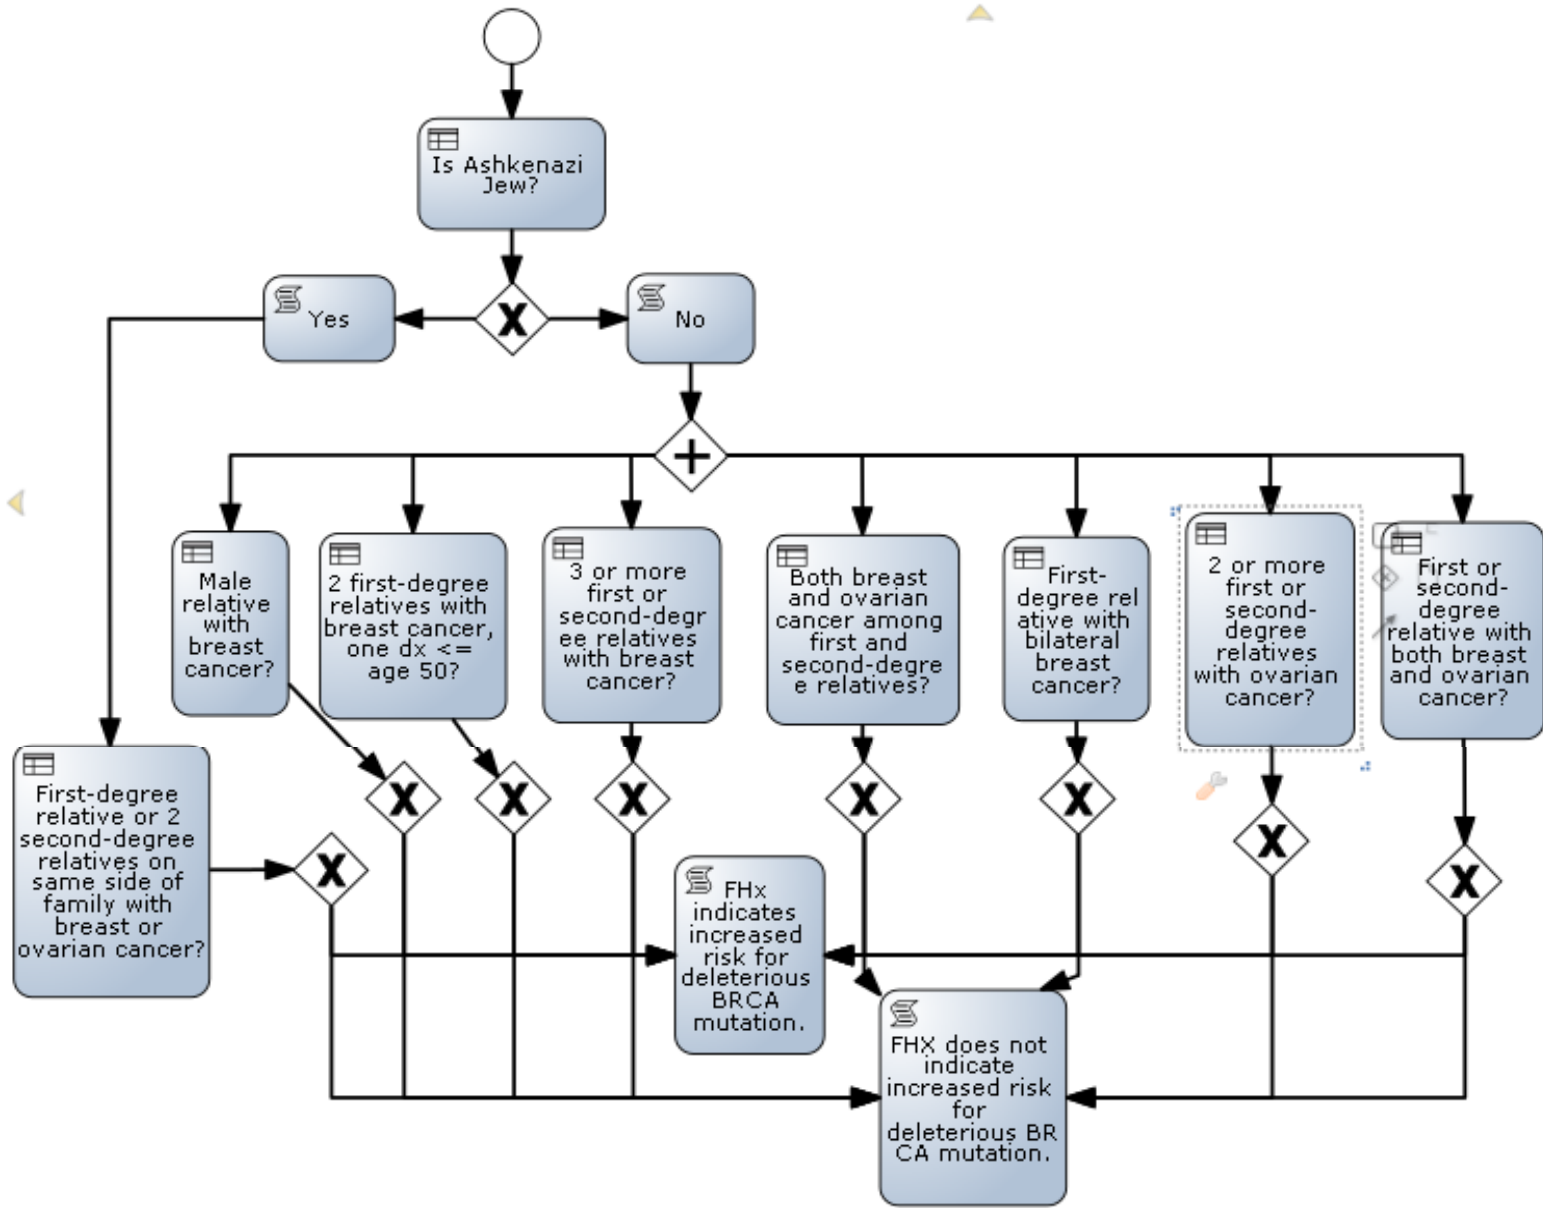 Is Ashkenazi
Jew?
Yes
X
No
+
Male
relative
with
breast
cancer?
2 first-degree
relatives with
breast cancer,
one dx <=
age 50?
3 or more
first or
second-degr
ee relatives
with breast
cancer?
Both breast
and ovarian
cancer among
first and
second-degre
e relatives?
First-
degree rel
ative with
bilateral
breast
cancer?
2 or more
first or
second-
degree
relatives
with ovarian
cancer?
First or
second-
degree
relative with
both breast
and ovarian
cancer?
First-degree
relative or 2
second-degree
relatives on
same side of
family with
breast or
ovarian cancer?
X
X
X
X
X
X
X
X
X
FHx
indicates
increased
risk for
deleterious
BRCA
mutation.
FHX does not
indicate
increased risk
for
deleterious BR
CA mutation.